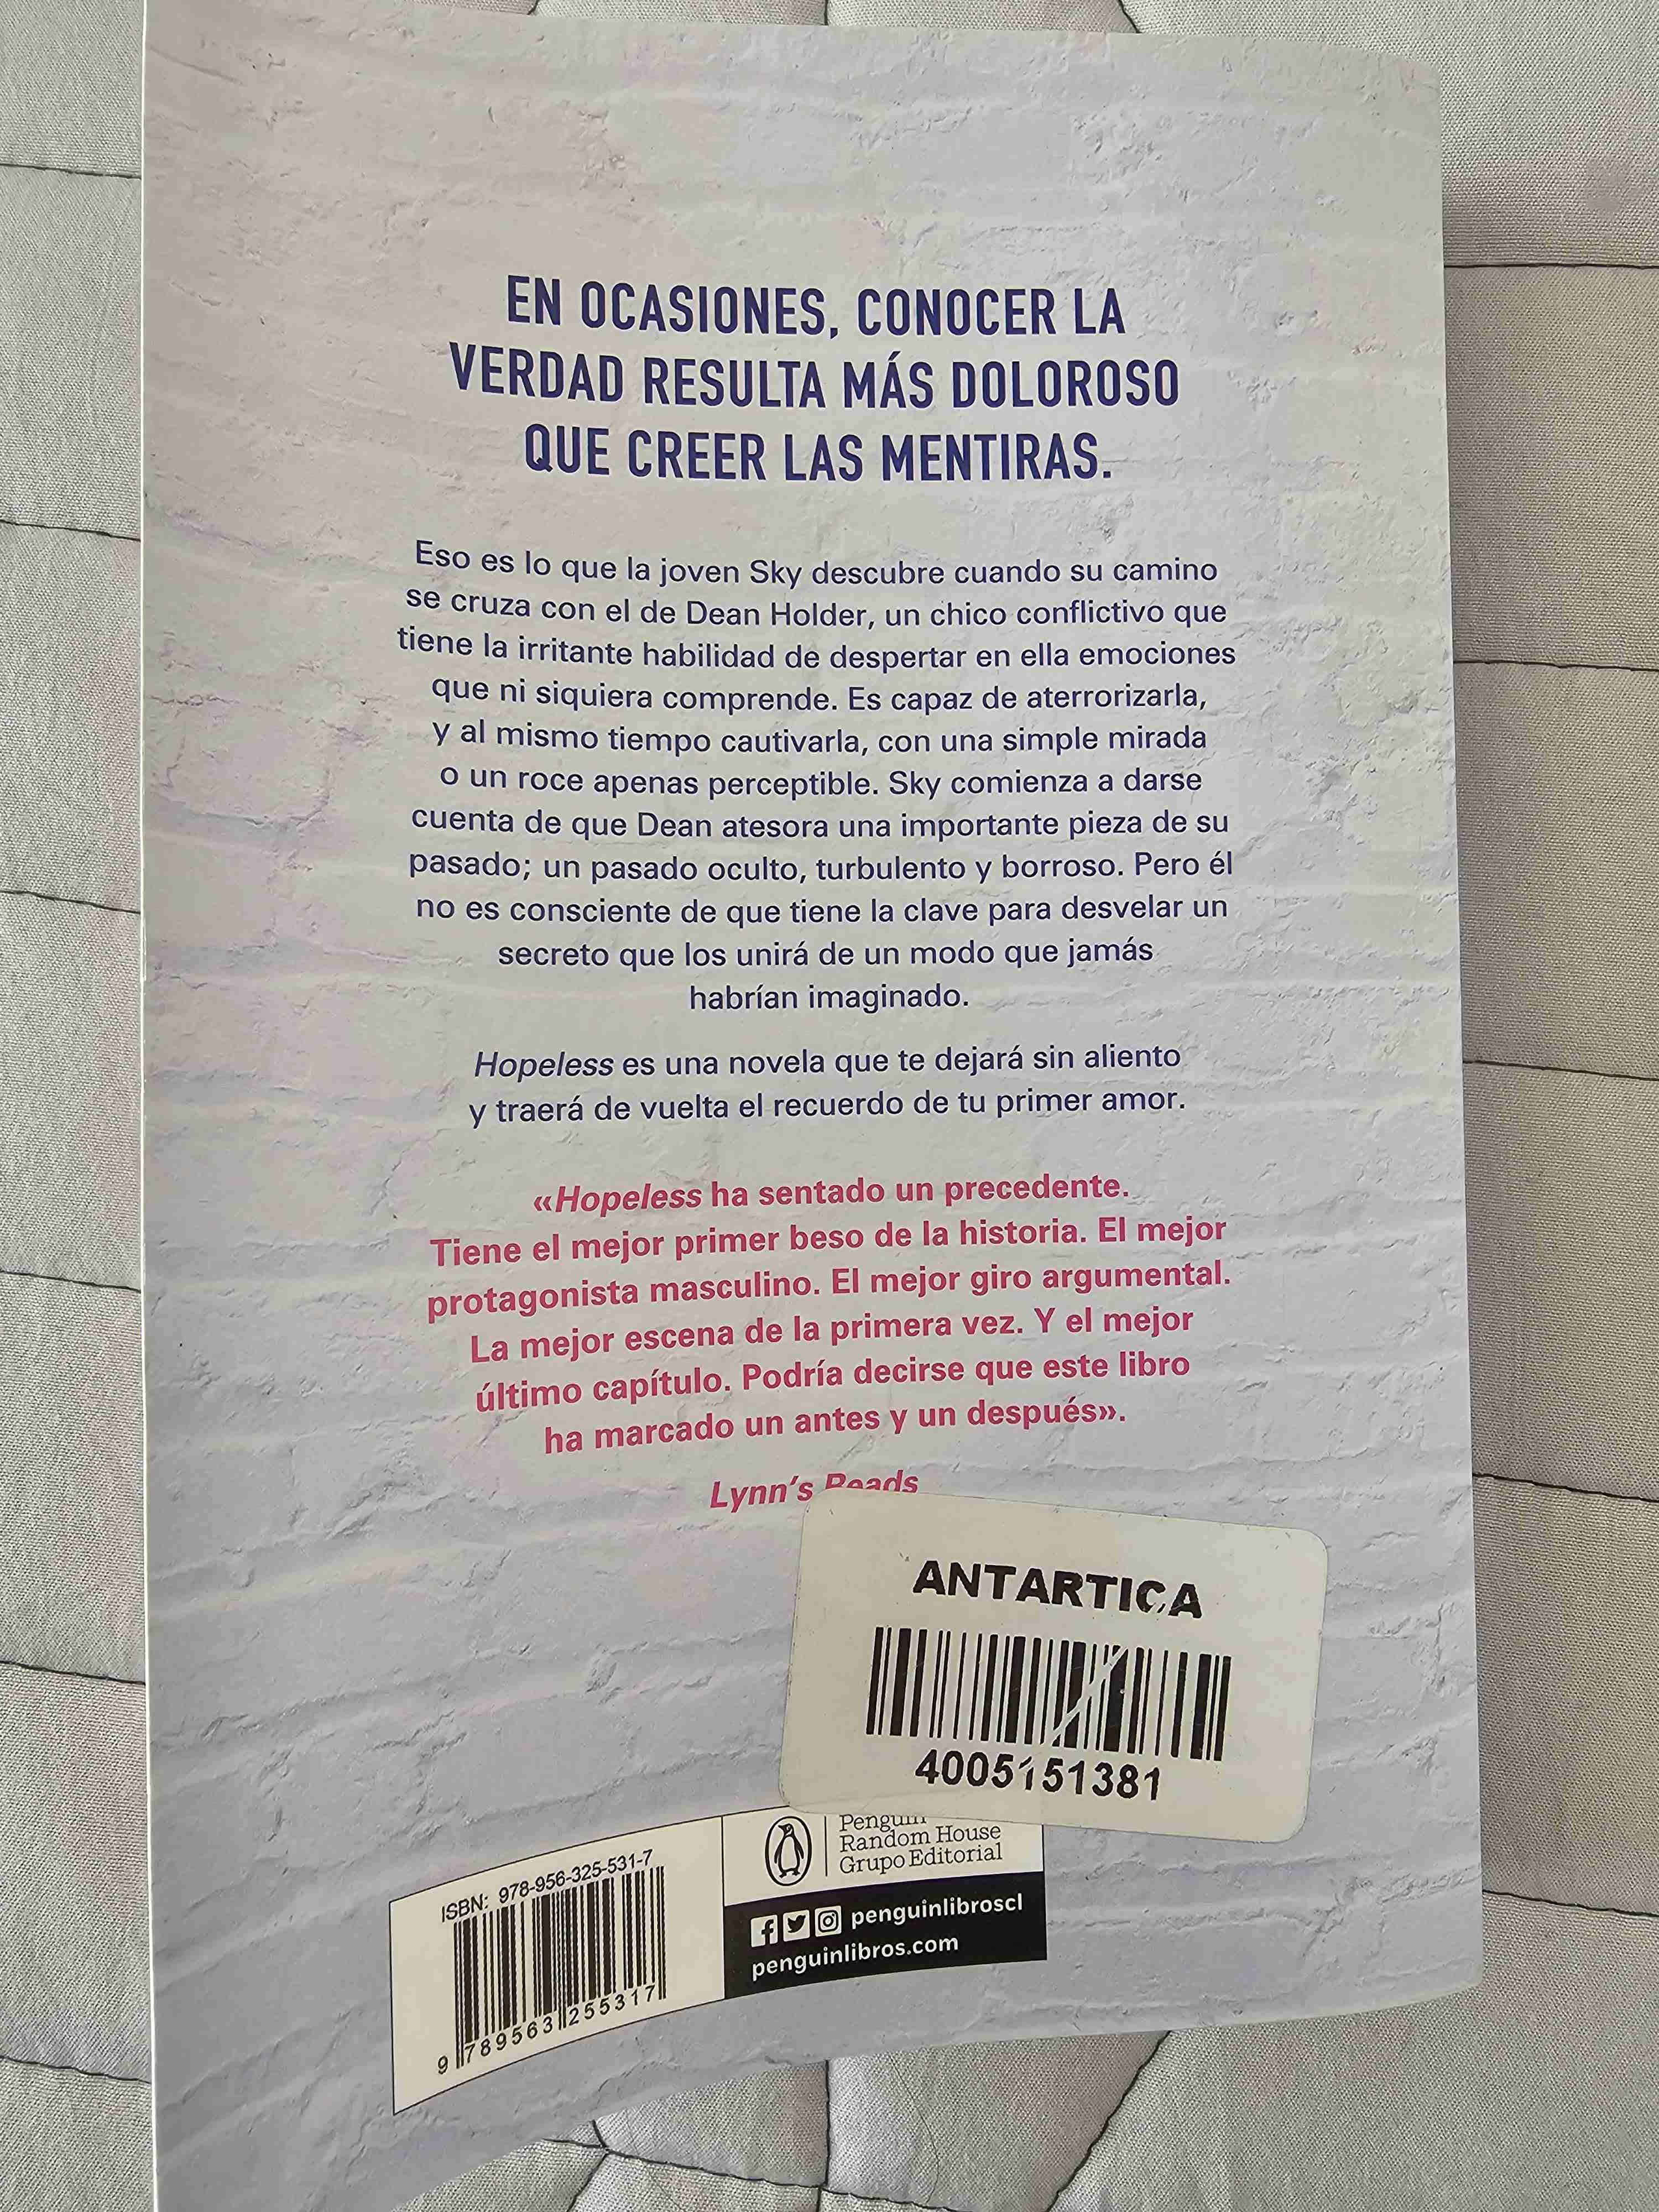 EN OCASIONES, CONOCER LA
VERDAD RESULTA MÁS DOLOROSO
QUE CREER LAS MENTIRAS.
Eso es lo que la joven Sky descubre cuando su camino
se cruza con el de Dean Holder, un chico conflictivo que
tiene la irritante habilidad de despertar en ella emociones
que ni siquiera comprende. Es capaz de aterrorizarla,
y al mismo tiempo cautivarla, con una simple mirada
o un roce apenas perceptible. Sky comienza a darse
cuenta de que Dean atesora una importante pieza de su
pasado; un pasado oculto, turbulento y borroso. Pero él
no es consciente de que tiene la clave para desvelar un
secreto que los unirá de un modo que jamás
habrían imaginado.
Hopeless es una novela que te dejará sin aliento
y traerá de vuelta el recuerdo de tu primer amor.
«Hopeless ha sentado un precedente.
Tiene el mejor primer beso de la historia. El mejor
protagonista masculino. El mejor giro argumental.
La mejor escena de la primera vez. Y el mejor
último capítulo. Podría decirse que este libro
ha marcado un antes y un después».
Lynn's Reads
ANTARTICA
4005151381
Penguin
Random House
Grupo Editorial
penguinlibroscl
penguinlibros.com
ISBN: 978-956-325-531-7
9 789563 255317